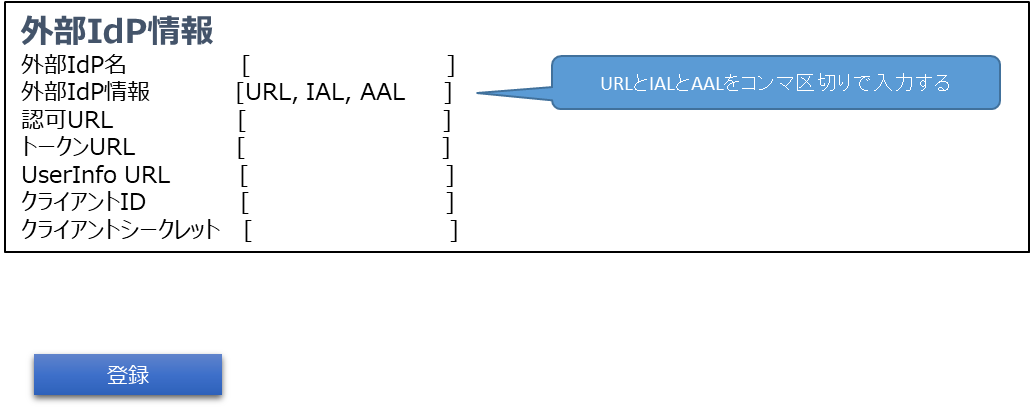 外部IdP情報
外部IdP名 [ ]
外部IdP情報 [URL, IAL, AAL ]
URLとIALとAALをコンマ区切りで入力する
認可URL [ ]
トークンURL [ ]
UserInfo URL [ ]
クライアントID [ ]
クライアントシークレット [ ]
登録